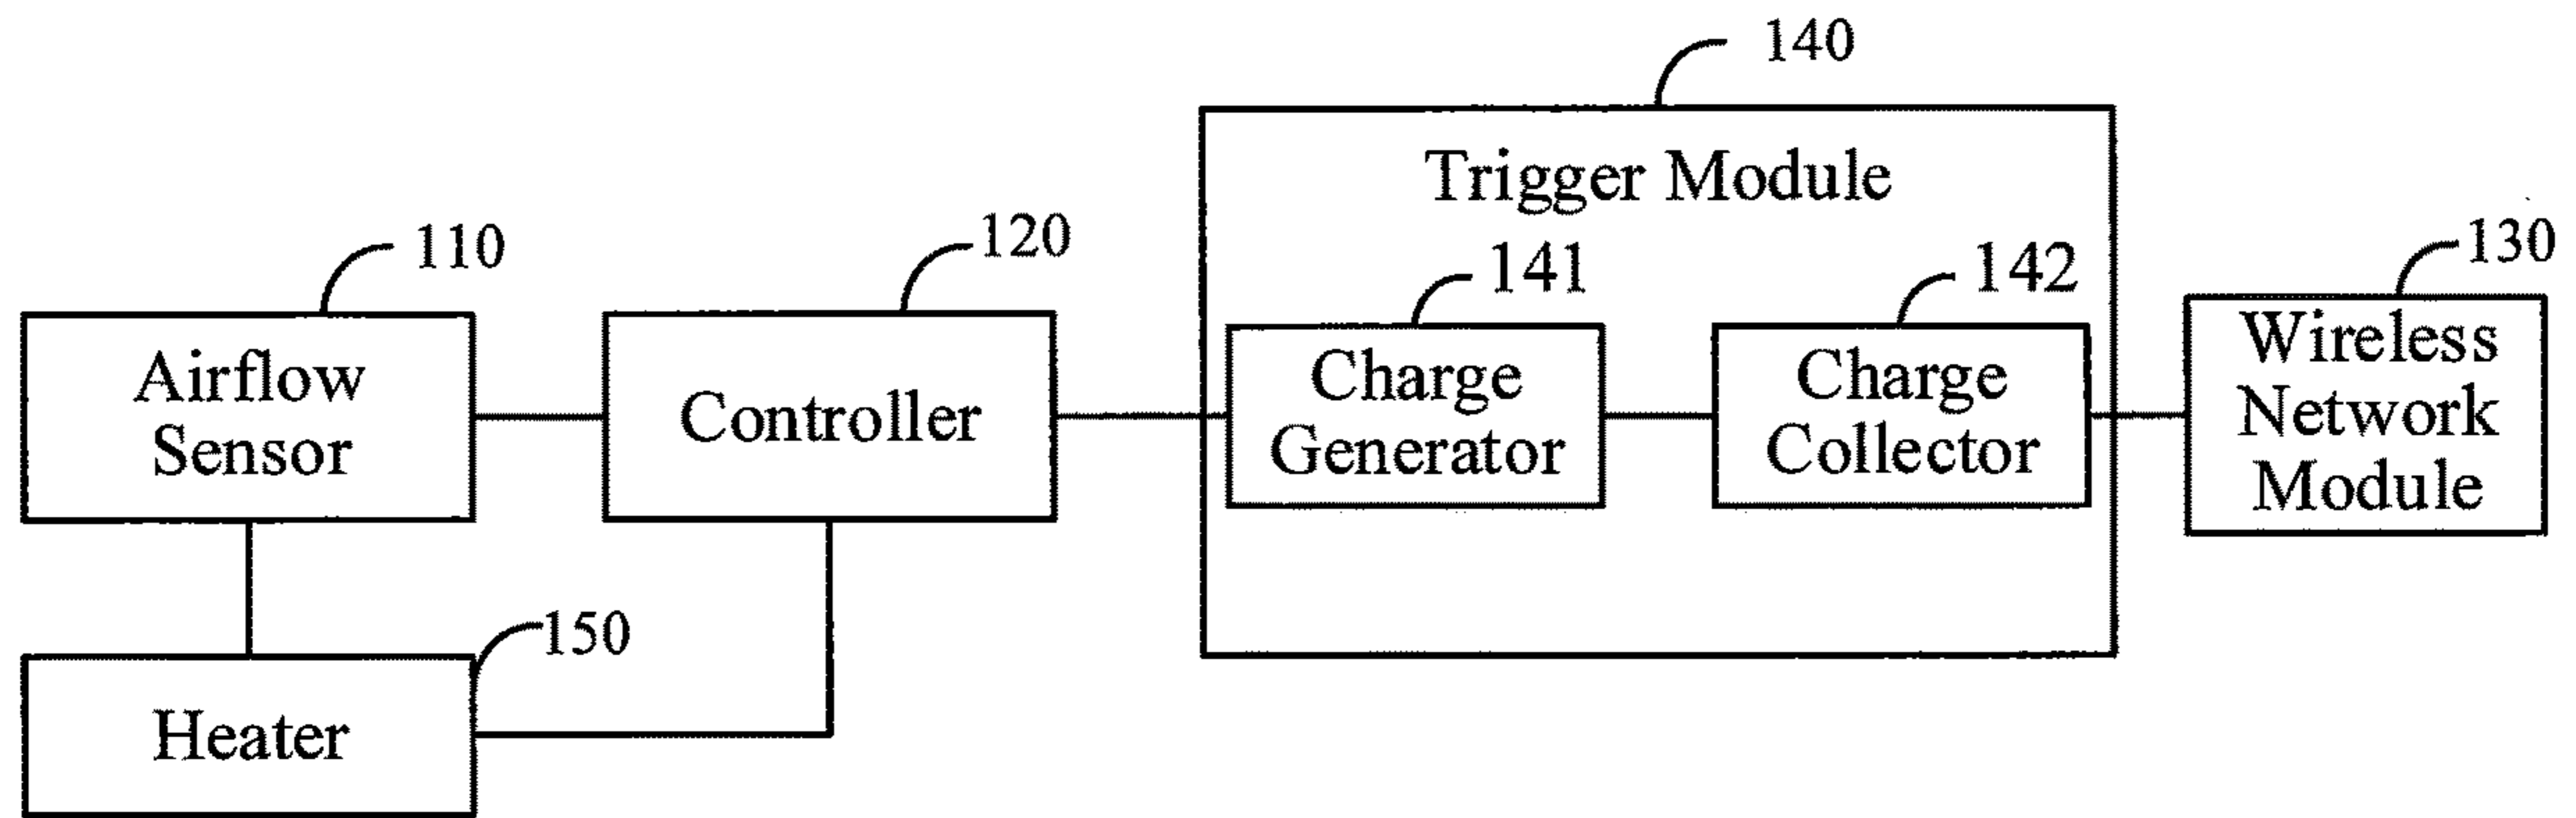 140
Trigger Module
110
120
141
142
130
Airflow
Sensor
Controller
Charge
Generator
Charge
Collector
Wireless
Network
Module
150
Heater